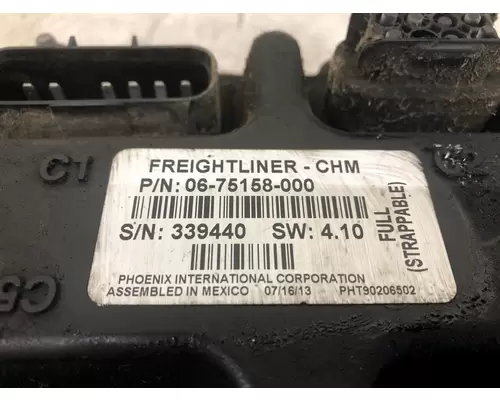 FREIGHTLINER - CHM
P/N: 06-75158-000
S/N: 339440 SW: 4.10
FULL
(STRAPPABLE)
PHOENIX INTERNATIONAL CORPORATION
ASSEMBLED IN MEXICO 07/16/13 PHT90206502
C1
C5